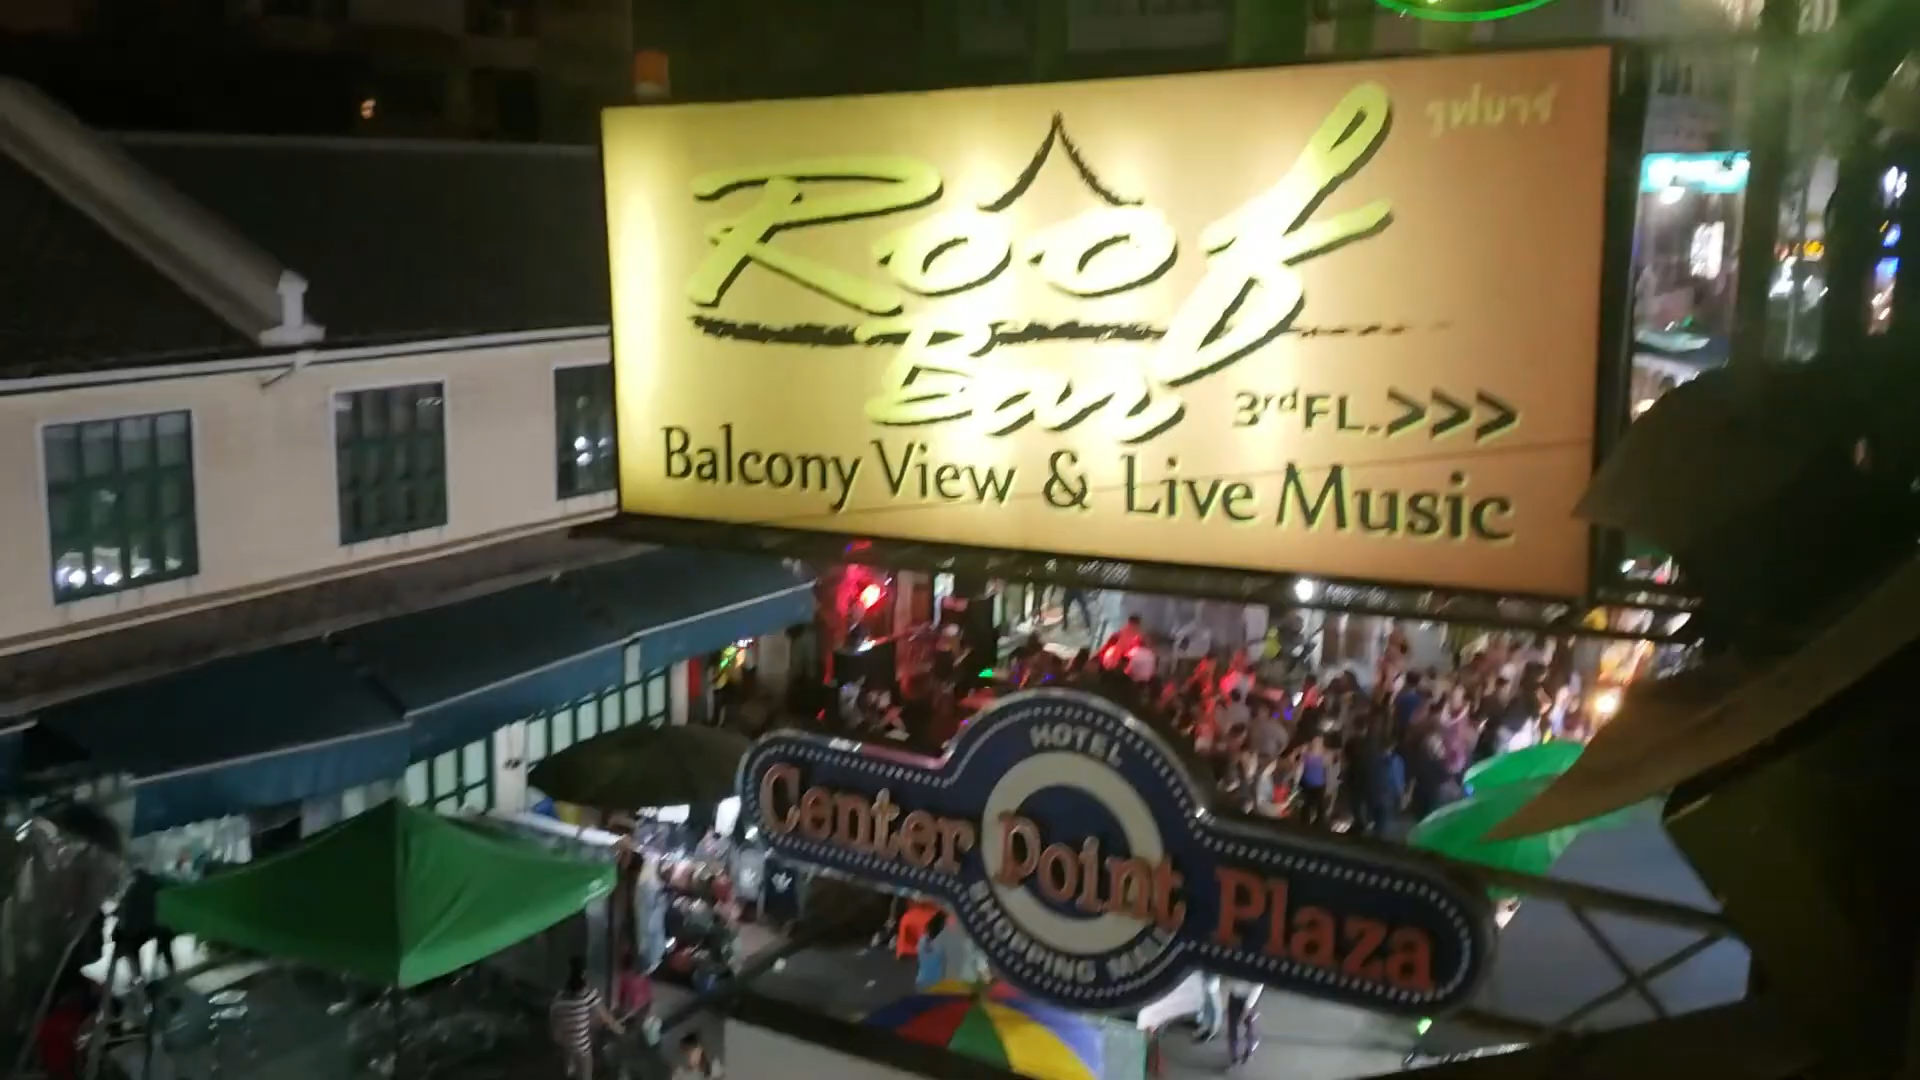 รูฟบาร์
Roof
Bar
3rd FL.>>>
Balcony View & Live Music
HOTEL
Center Point Plaza
SHOPPING MALL